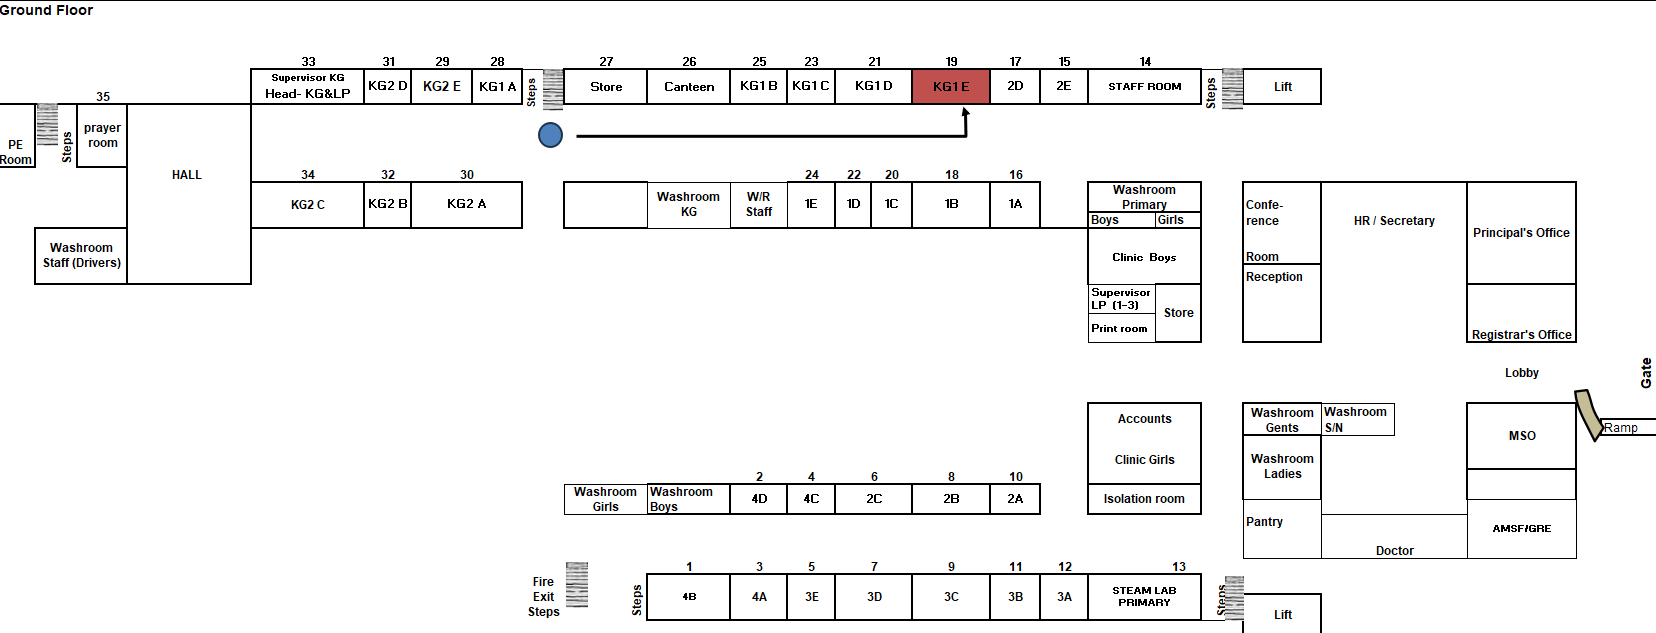 Ground Floor
33 31 29 28 27 26 25 23 21 19 17 15 14
Supervisor KG
Head- KG&LP
KG2 D
KG2 E
KG1 A
Steps
Store
Canteen
KG1 B
KG1 C
KG1 D
KG1 E
2D
2E
STAFF ROOM
Steps
Lift
35
PE
Room
Steps
prayer
room
HALL
34 32 30 24 22 20 18 16
KG2 C
KG2 B
KG2 A
Washroom
KG
W/R
Staff
1E
1D
1C
1B
1A
Washroom
Primary
Boys
Girls
Clinic Boys
Supervisor
LP (1-3)
Store
Print room
Washroom
Staff (Drivers)
Confe-
rence
Room
Reception
HR / Secretary
Principal's Office
Registrar's Office
Lobby
Gate
Ramp
Accounts
Clinic Girls
Isolation room
Washroom
Gents
Washroom
S/N
Washroom
Ladies
MSO
Pantry
Doctor
AMSF/GRE
2 4 6 8 10
Washroom
Girls
Washroom
Boys
4D
4C
2C
2B
2A
Fire
Exit
Steps
Steps
1 3 5 7 9 11 12 13
4B
4A
3E
3D
3C
3B
3A
STEAM LAB
PRIMARY
Steps
Lift